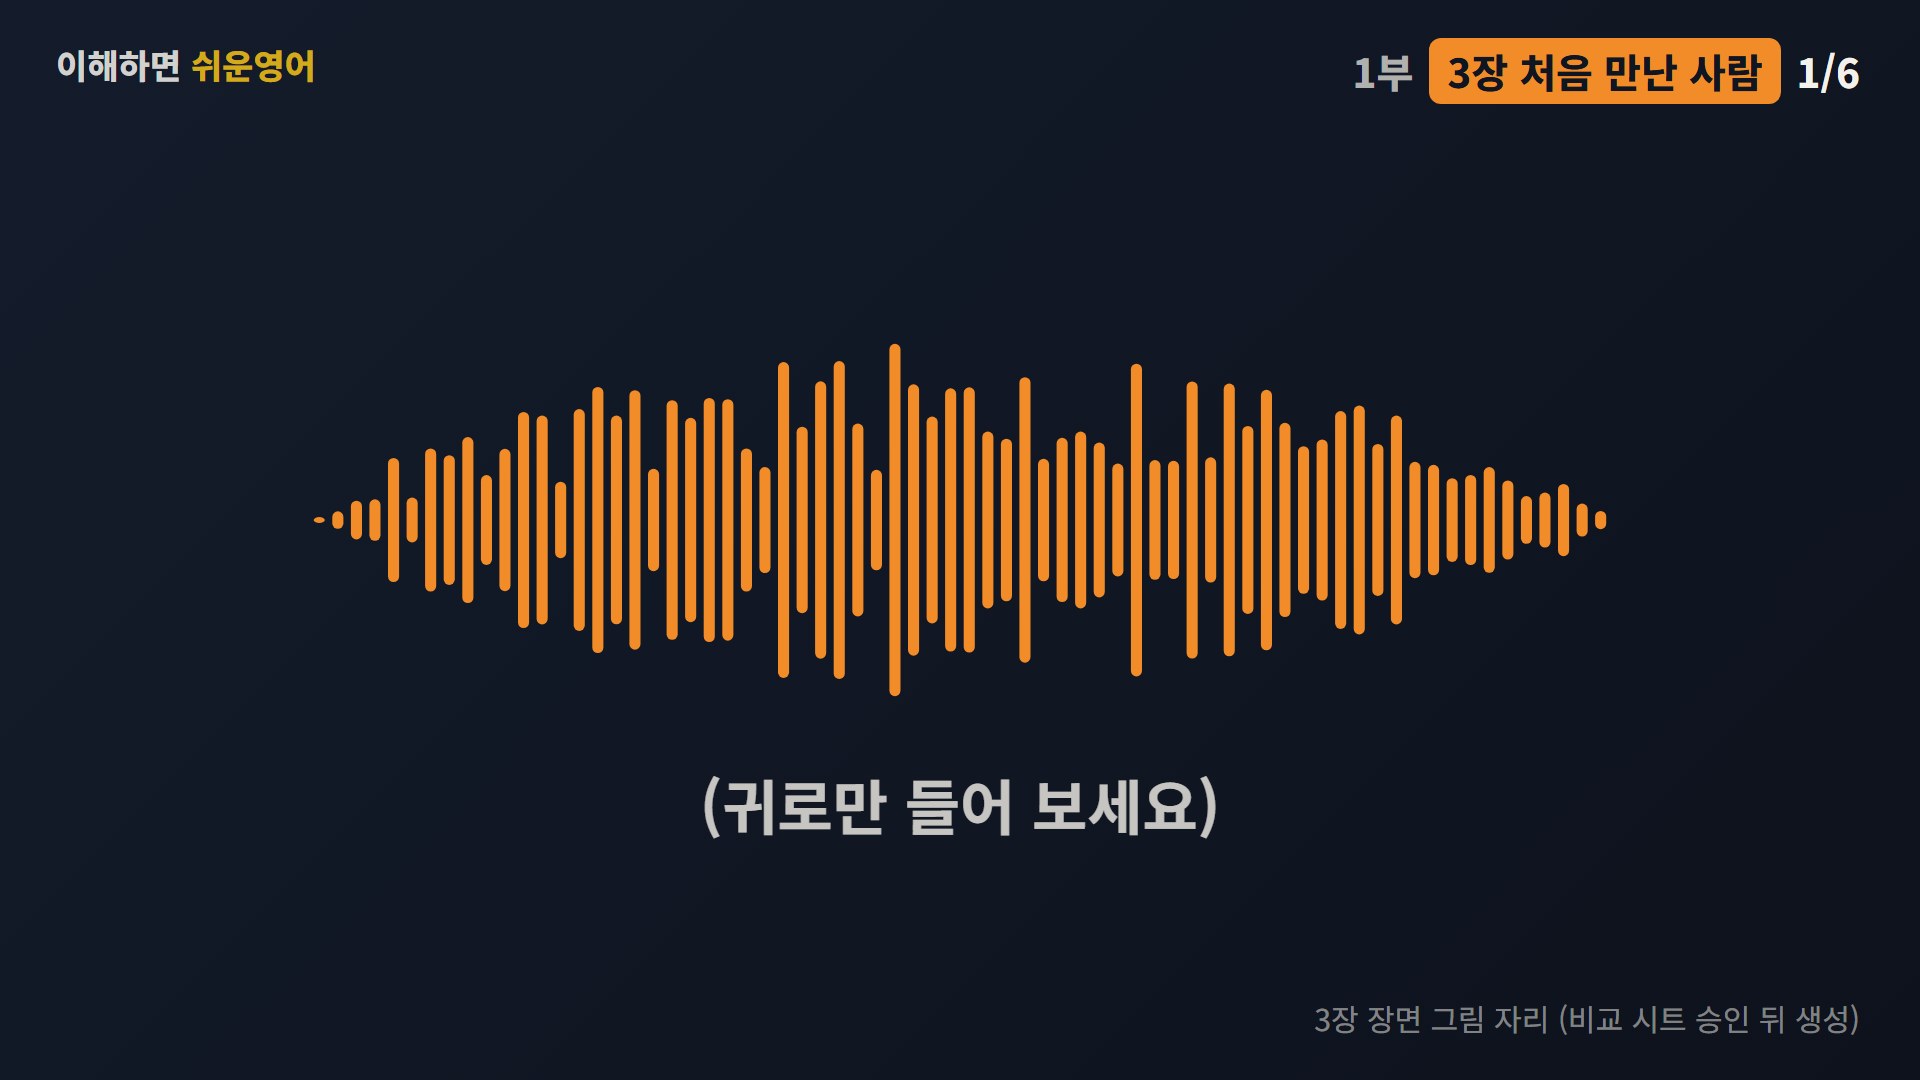 이해하면 쉬운영어
1부 3장 처음 만난 사람 1/6
(귀로만 들어 보세요)
3장 장면 그림 자리 (비교 시트 승인 뒤 생성)